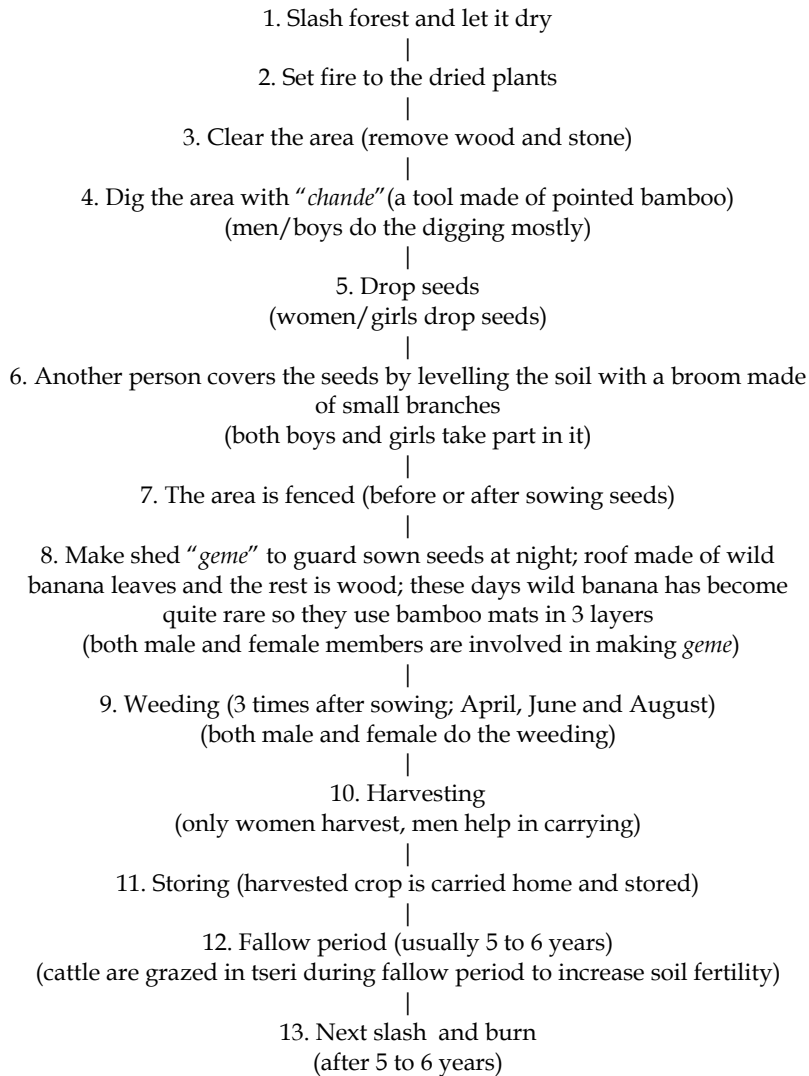 1. Slash forest and let it dry
|
2. Set fire to the dried plants
|
3. Clear the area (remove wood and stone)
|
4. Dig the area with “chande”(a tool made of pointed bamboo)
(men/boys do the digging mostly)
|
5. Drop seeds
(women/girls drop seeds)
|
6. Another person covers the seeds by levelling the soil with a broom made
of small branches
(both boys and girls take part in it)
|
7. The area is fenced (before or after sowing seeds)
|
8. Make shed “geme” to guard sown seeds at night; roof made of wild
banana leaves and the rest is wood; these days wild banana has become
quite rare so they use bamboo mats in 3 layers
(both male and female members are involved in making geme)
|
9. Weeding (3 times after sowing; April, June and August)
(both male and female do the weeding)
|
10. Harvesting
(only women harvest, men help in carrying)
|
11. Storing (harvested crop is carried home and stored)
|
12. Fallow period (usually 5 to 6 years)
(cattle are grazed in tseri during fallow period to increase soil fertility)
|
13. Next slash and burn
(after 5 to 6 years)